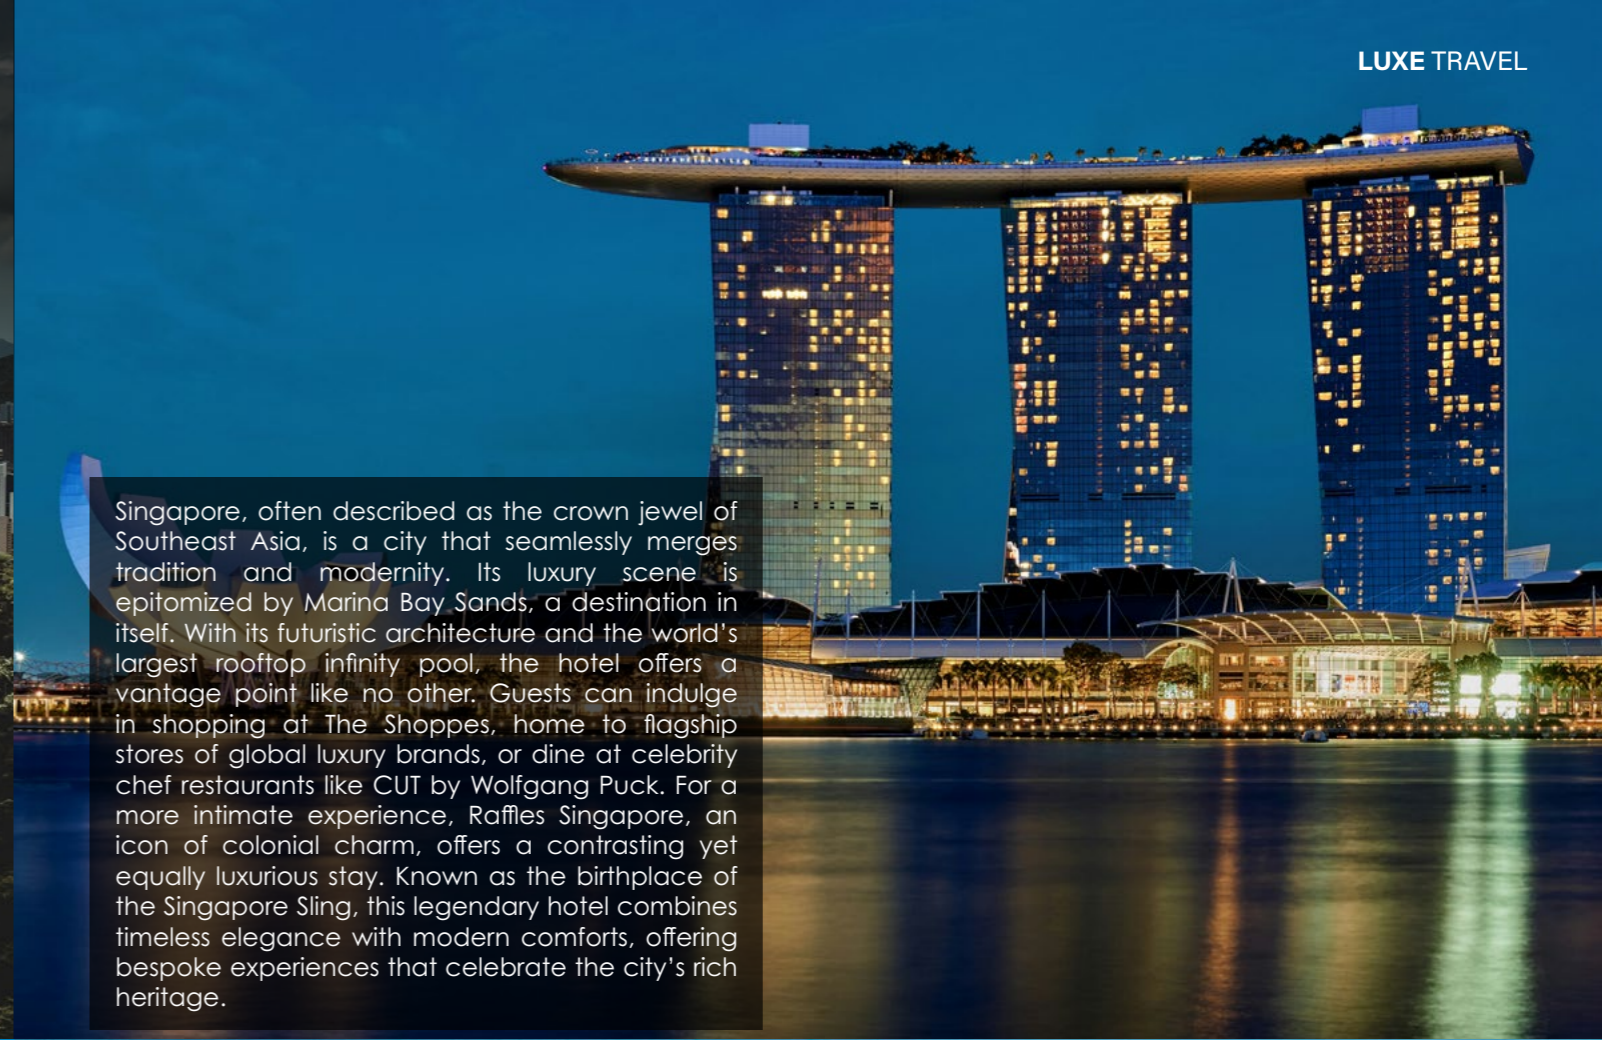 LUXE TRAVEL
Singapore, often described as the crown jewel of
Southeast Asia, is a city that seamlessly merges
tradition and modernity. Its luxury scene is
epitomized by Marina Bay Sands, a destination in
itself. With its futuristic architecture and the world’s
largest rooftop infinity pool, the hotel offers a
vantage point like no other. Guests can indulge
in shopping at The Shoppes, home to flagship
stores of global luxury brands, or dine at celebrity
chef restaurants like CUT by Wolfgang Puck. For a
more intimate experience, Raffles Singapore, an
icon of colonial charm, offers a contrasting yet
equally luxurious stay. Known as the birthplace of
the Singapore Sling, this legendary hotel combines
timeless elegance with modern comforts, offering
bespoke experiences that celebrate the city’s rich
heritage.